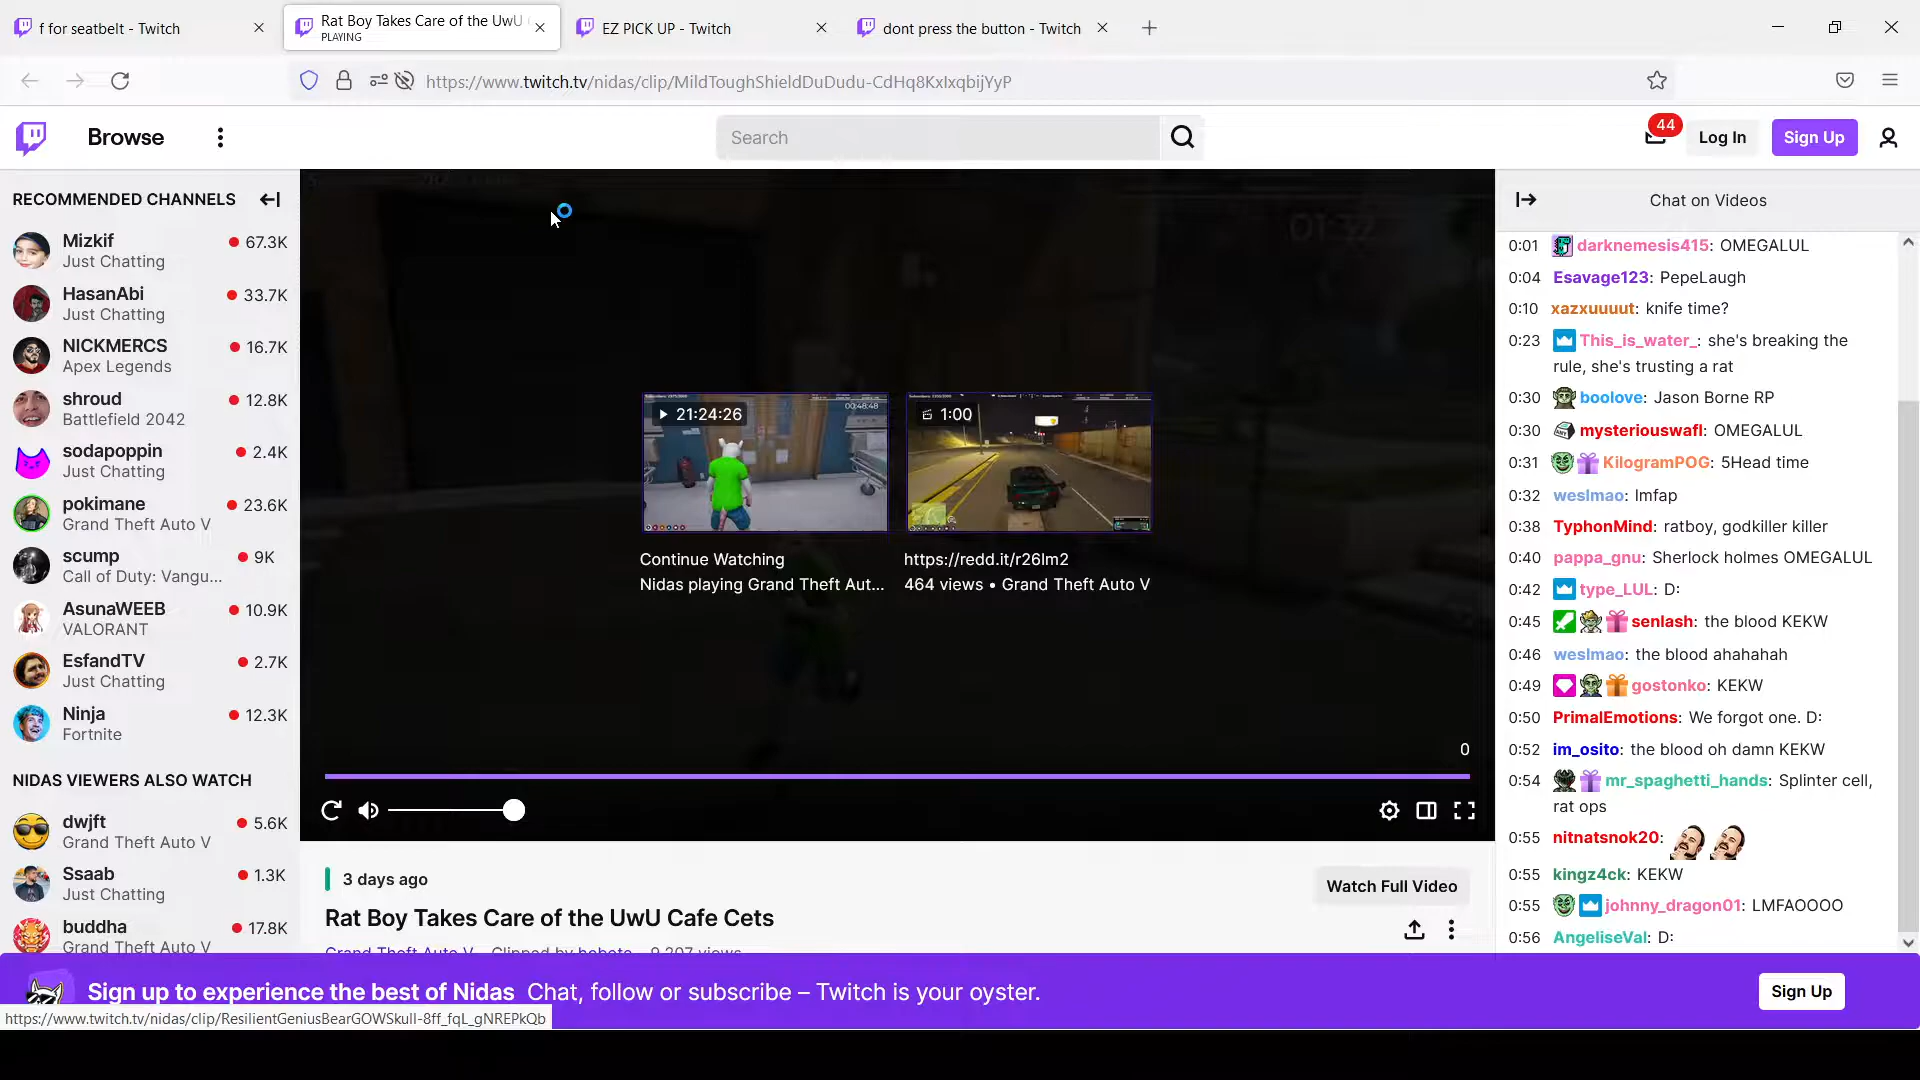 f for seatbelt - Twitch
Rat Boy Takes Care of the UwU
PLAYING
EZ PICK UP - Twitch
dont press the button - Twitch
https://www.twitch.tv/nidas/clip/MildToughShieldDuDudu-CdHq8KxIxqbijYyP
Browse
Search
44
Log In
Sign Up
RECOMMENDED CHANNELS
Mizkif
67.3K
Just Chatting
HasanAbi
33.7K
Just Chatting
NICKMERCS
16.7K
Apex Legends
shroud
12.8K
Battlefield 2042
sodapoppin
2.4K
Just Chatting
pokimane
23.6K
Grand Theft Auto V
scump
9K
Call of Duty: Vangu...
AsunaWEEB
10.9K
VALORANT
EsfandTV
2.7K
Just Chatting
Ninja
12.3K
Fortnite
NIDAS VIEWERS ALSO WATCH
dwjft
5.6K
Grand Theft Auto V
Ssaab
1.3K
Just Chatting
buddha
17.8K
Grand Theft Auto V
21:24:26
00:48:48
1:00
Continue Watching
Nidas playing Grand Theft Aut...
https://redd.it/r26lm2
464 views • Grand Theft Auto V
0
3 days ago
Watch Full Video
Rat Boy Takes Care of the UwU Cafe Cets
Grand Theft Auto V Clipped by hobote 9,207 views
Chat on Videos
0:01 darknemesis415: OMEGALUL
0:04 Esavage123: PepeLaugh
0:10 xazxuuuut: knife time?
0:23 This_is_water_: she's breaking the
rule, she's trusting a rat
0:30 boolove: Jason Borne RP
0:30 mysteriouswafl: OMEGALUL
0:31 KilogramPOG: 5Head time
0:32 weslmao: lmfap
0:38 TyphonMind: ratboy, godkiller killer
0:40 pappa_gnu: Sherlock holmes OMEGALUL
0:42 type_LUL: D:
0:45 senlash: the blood KEKW
0:46 weslmao: the blood ahahahah
0:49 gostonko: KEKW
0:50 PrimalEmotions: We forgot one. D:
0:52 im_osito: the blood oh damn KEKW
0:54 mr_spaghetti_hands: Splinter cell,
rat ops
0:55 nitnatsnok20:
0:55 kingz4ck: KEKW
0:55 johnny_dragon01: LMFAOOOO
0:56 AngeliseVal: D:
Sign up to experience the best of Nidas Chat, follow or subscribe – Twitch is your oyster.
Sign Up
https://www.twitch.tv/nidas/clip/ResilientGeniusBearGOWSkull-8ff_fqL_gNREPkQb